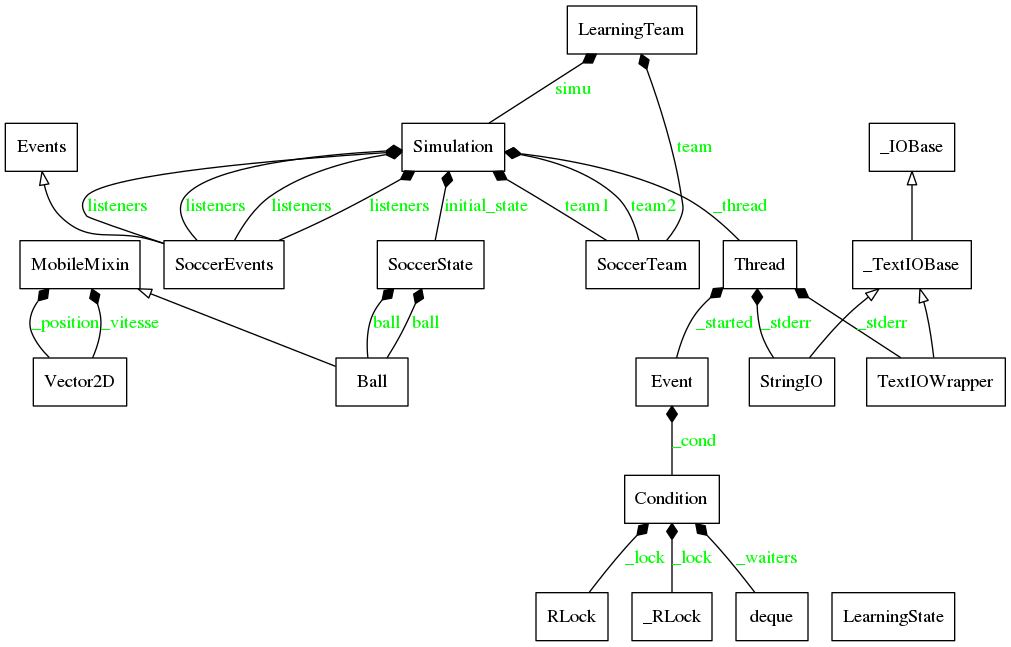 LearningTeam
simu
Events
Simulation
team
_IOBase
listeners
listeners
listeners
listeners
initial_state
team1
team2
_thread
MobileMixin
SoccerEvents
SoccerState
SoccerTeam
Thread
_TextIOBase
_position
_vitesse
ball
ball
_started
_stderr
_stderr
Vector2D
Ball
Event
StringIO
TextIOWrapper
_cond
Condition
_lock
_lock
_waiters
RLock
_RLock
deque
LearningState